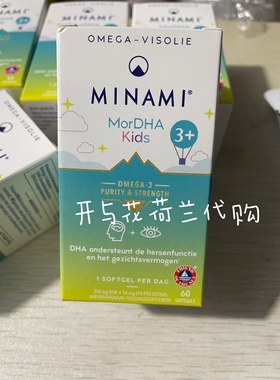 OMEGA-VISOLIE
MINAMI®
MorDHA
Kids
3+
OMEGA-3
PURITY & STRENGTH
开与花荷兰代购
DHA ondersteunt de hersenfunctie
en het gezichtsvermogen
1 SOFTGEL PER DAG
60
SOFTGELS